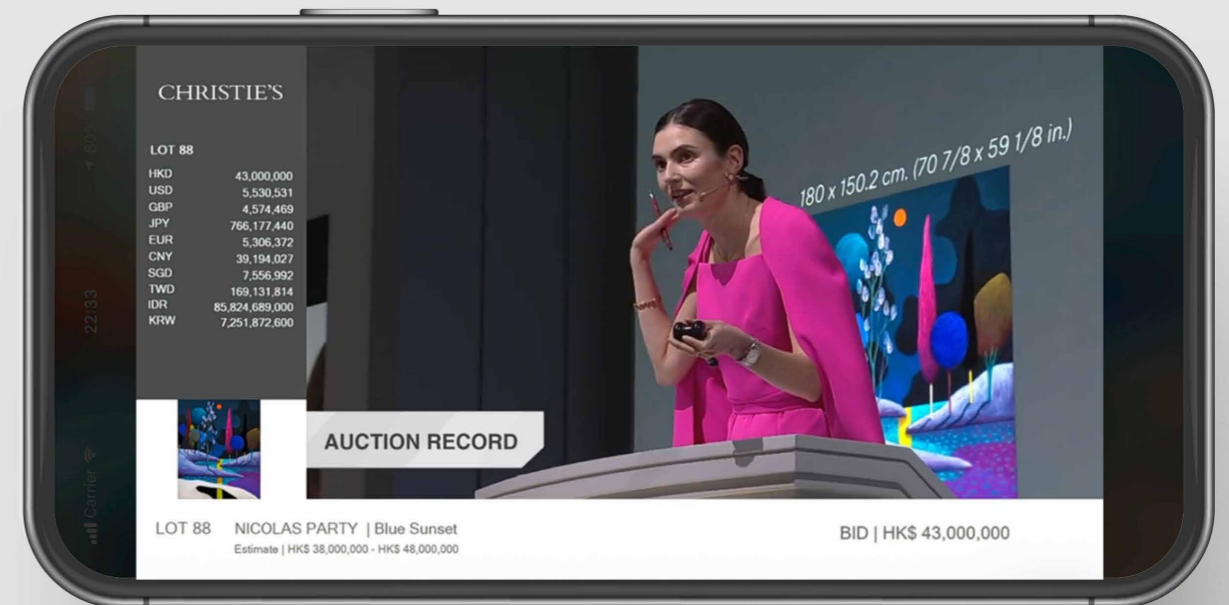 CHRISTIE'S
LOT 88
HKD 43,000,000
USD 5,530,531
GBP 4,574,469
JPY 766,177,440
EUR 5,306,372
CNY 39,194,027
SGD 7,556,992
TWD 169,131,814
IDR 85,824,689,000
KRW 7,251,872,600
180 x 150.2 cm. (70 7/8 x 59 1/8 in.)
AUCTION RECORD
LOT 88 NICOLAS PARTY | Blue Sunset
Estimate | HK$ 38,000,000 - HK$ 48,000,000
BID | HK$ 43,000,000
22:33
Carrier